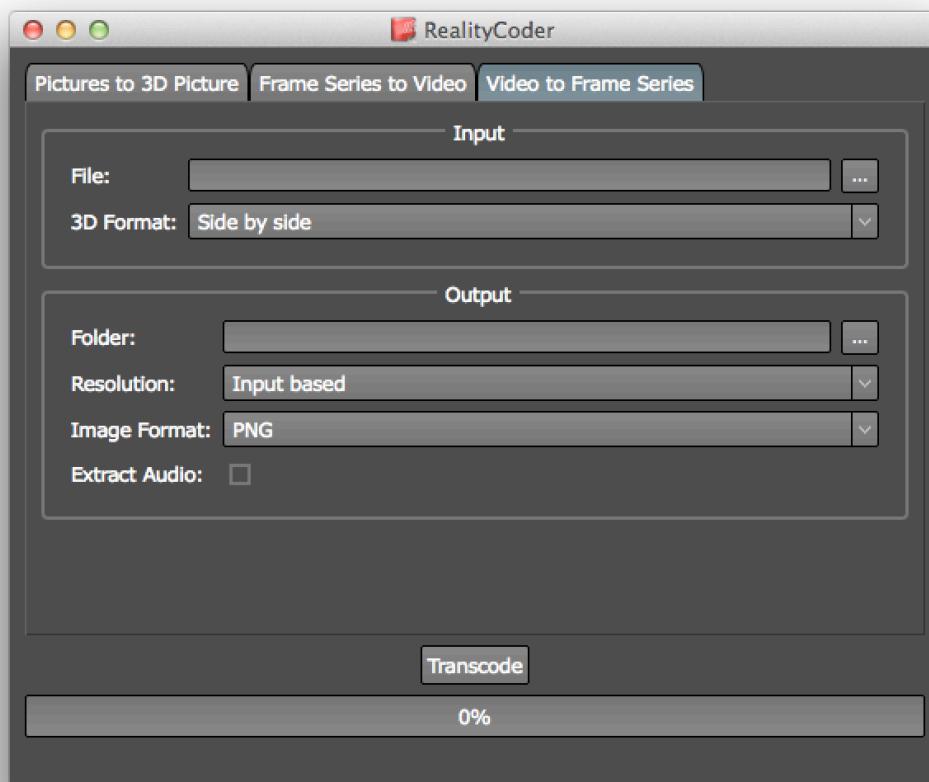 RealityCoder
Pictures to 3D Picture Frame Series to Video Video to Frame Series
Input
File: ...
3D Format: Side by side
Output
Folder: ...
Resolution: Input based
Image Format: PNG
Extract Audio:
Transcode
0%